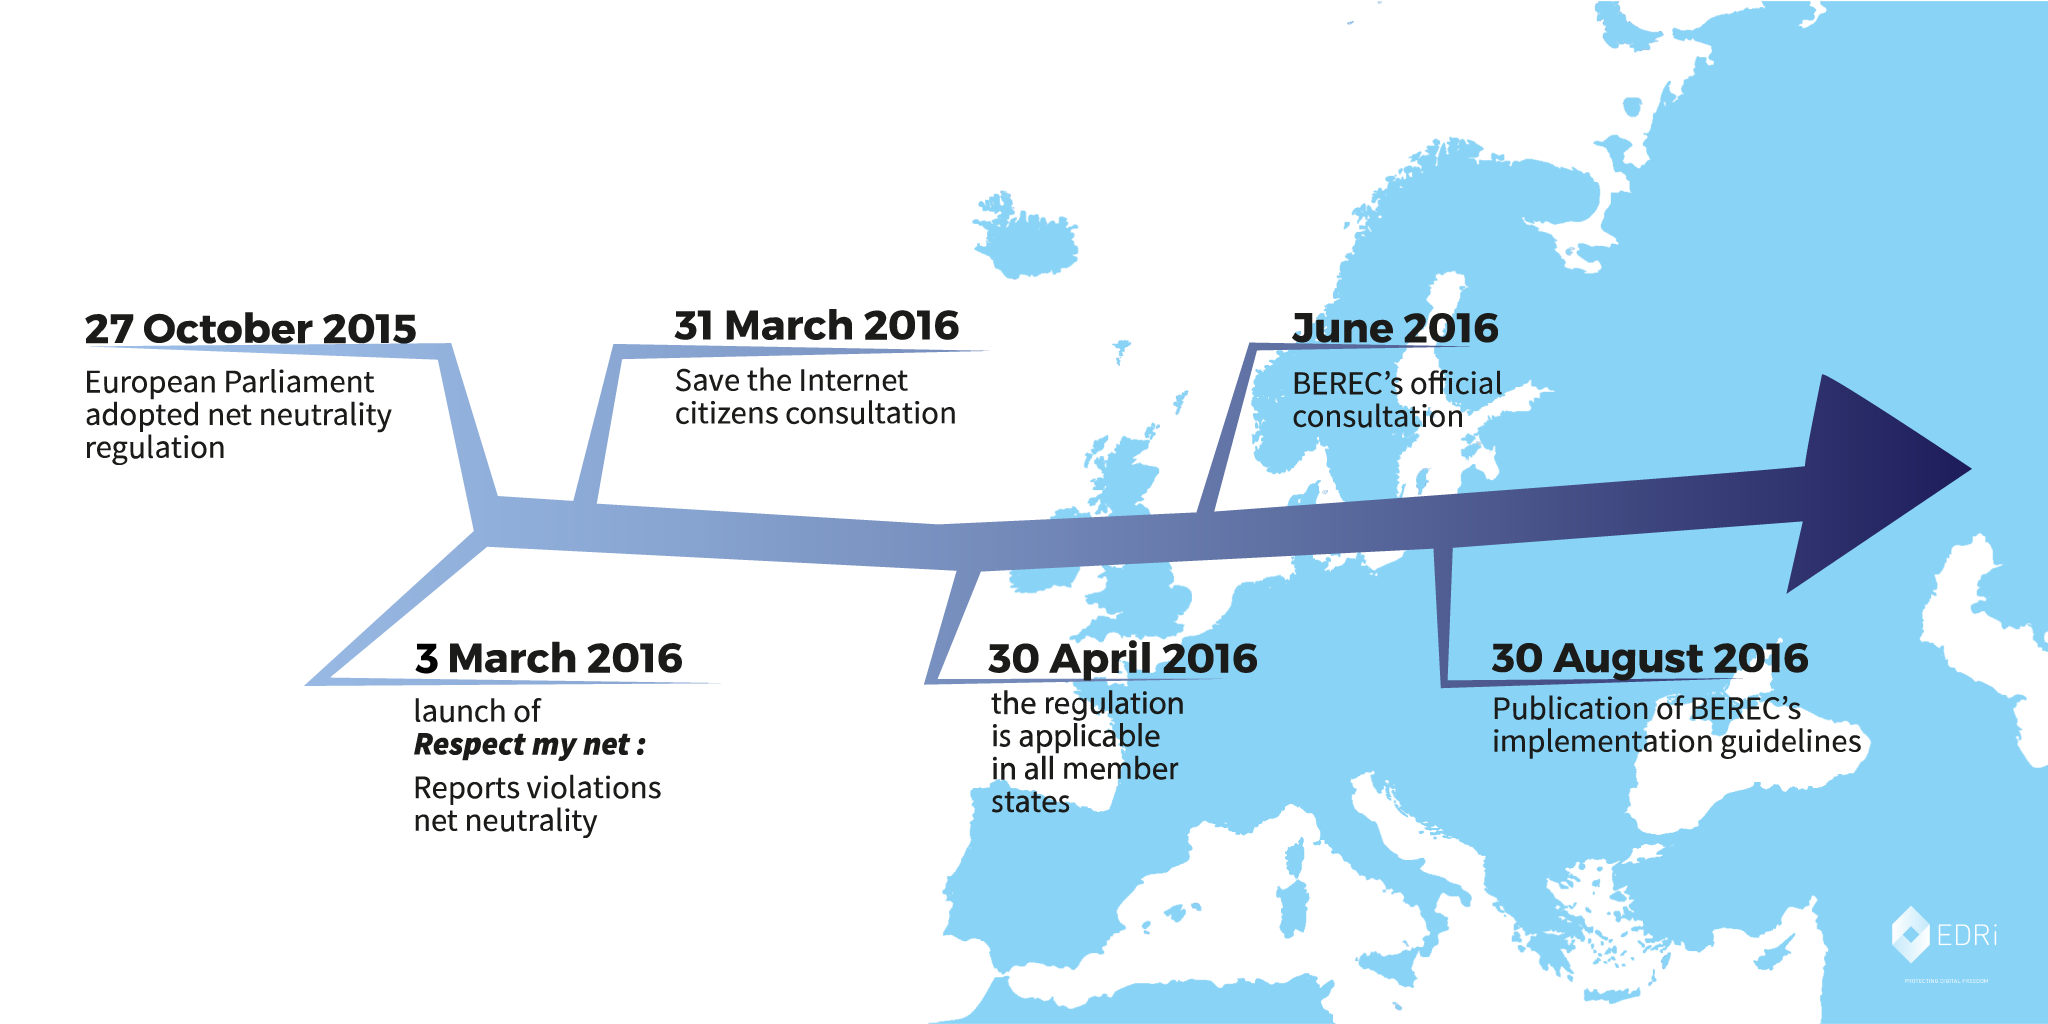 27 October 2015
European Parliament
adopted net neutrality
regulation
3 March 2016
launch of
Respect my net :
Reports violations
net neutrality
31 March 2016
Save the Internet
citizens consultation
30 April 2016
the regulation
is applicable
in all member
states
June 2016
BEREC’s official
consultation
30 August 2016
Publication of BEREC’s
implementation guidelines
EDRi
PROTECTING DIGITAL FREEDOM